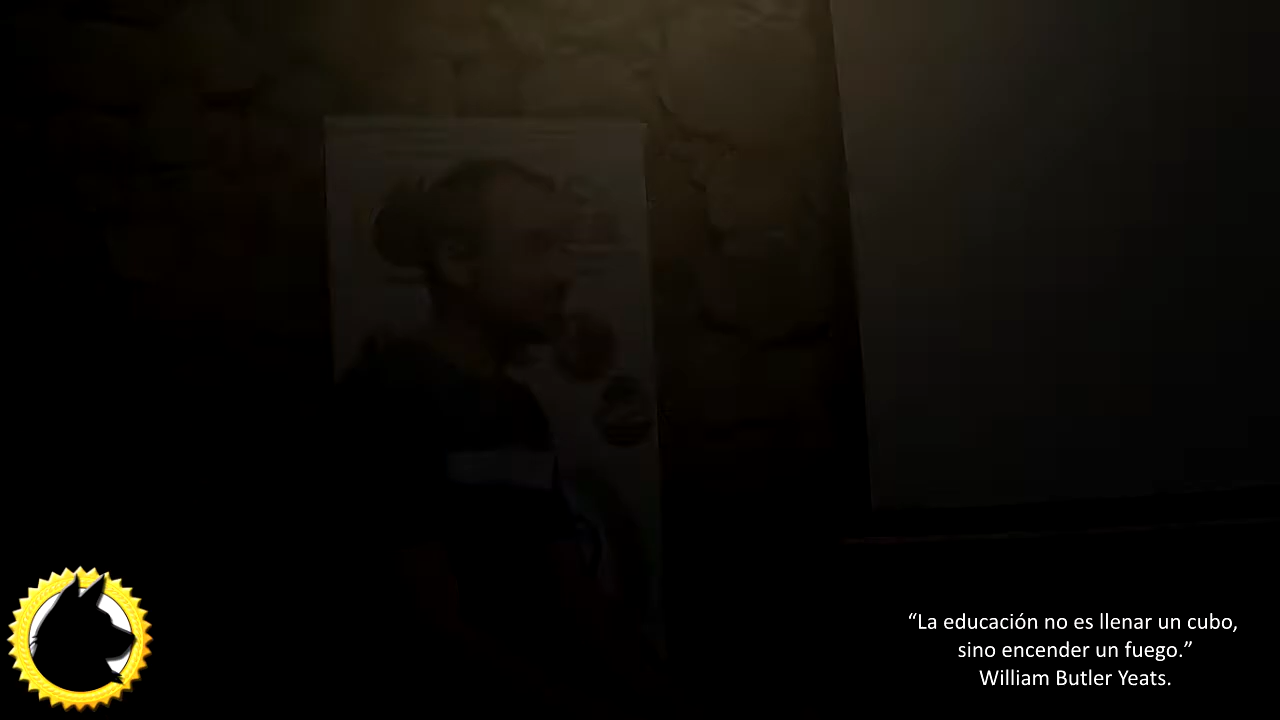 “La educación no es llenar un cubo,
sino encender un fuego.”
William Butler Yeats.